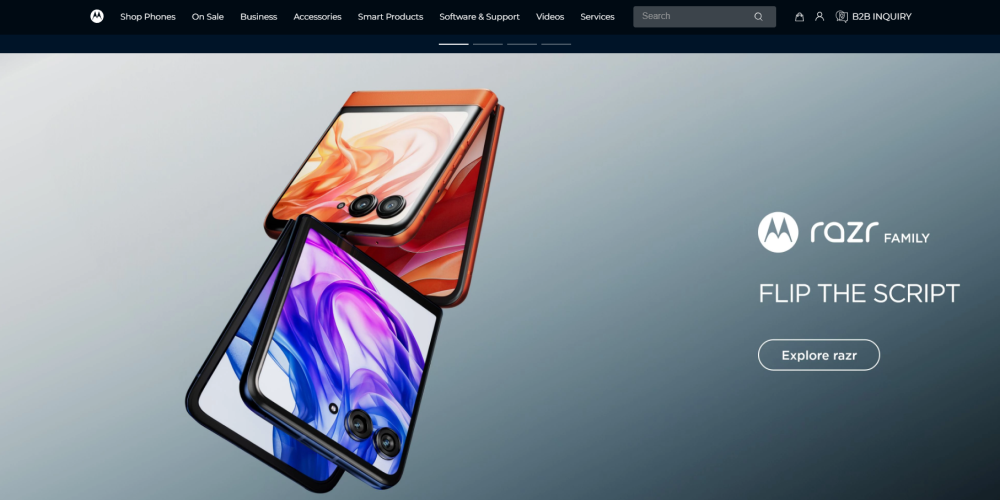 Shop Phones On Sale Business Accessories Smart Products Software & Support Videos Services Search B2B INQUIRY
razr FAMILY
FLIP THE SCRIPT
Explore razr